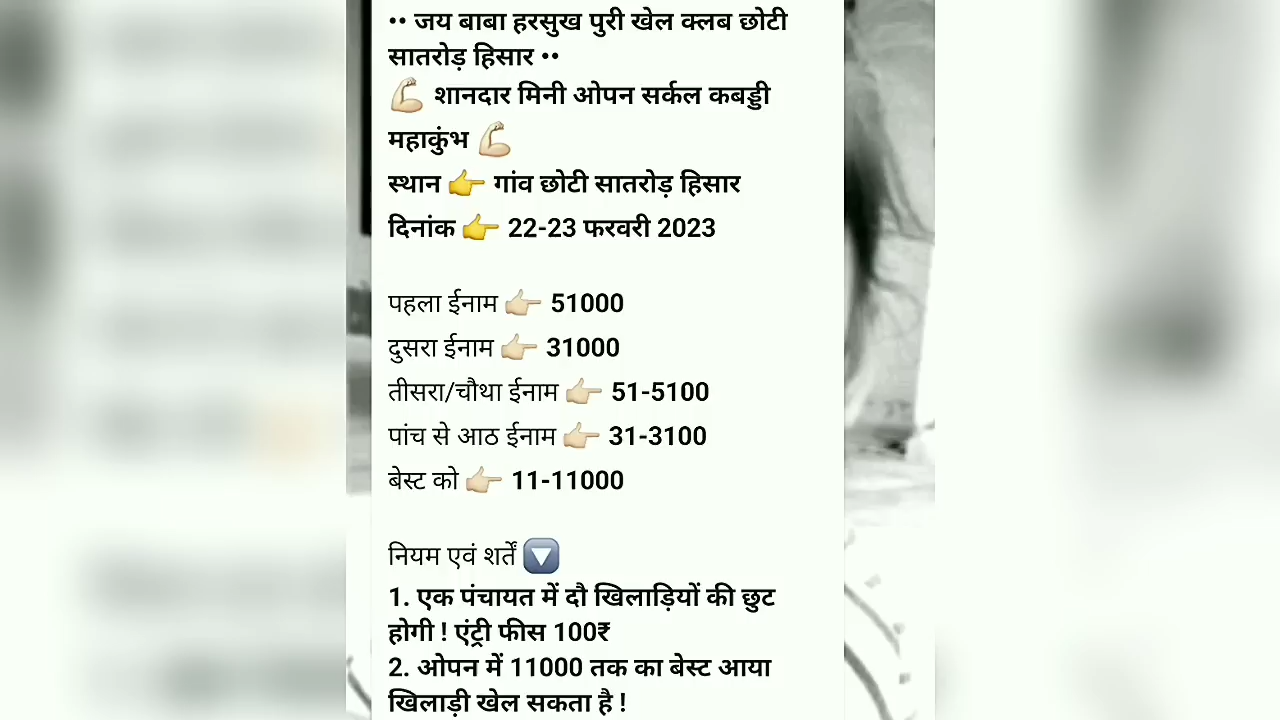 •• जय बाबा हरसुख पुरी खेल क्लब छोटी
सातरोड़ हिसार ••
💪🏻 शानदार मिनी ओपन सर्कल कबड्डी
महाकुंभ 💪🏻
स्थान 👉 गांव छोटी सातरोड़ हिसार
दिनांक 👉 22-23 फरवरी 2023
पहला ईनाम 👉🏻 51000
दुसरा ईनाम 👉🏻 31000
तीसरा/चौथा ईनाम 👉🏻 51-5100
पांच से आठ ईनाम 👉🏻 31-3100
बेस्ट को 👉🏻 11-11000
नियम एवं शर्तें 🔽
1. एक पंचायत में दौ खिलाड़ियों की छुट
होगी ! एंट्री फीस 100₹
2. ओपन में 11000 तक का बेस्ट आया
खिलाड़ी खेल सकता है !